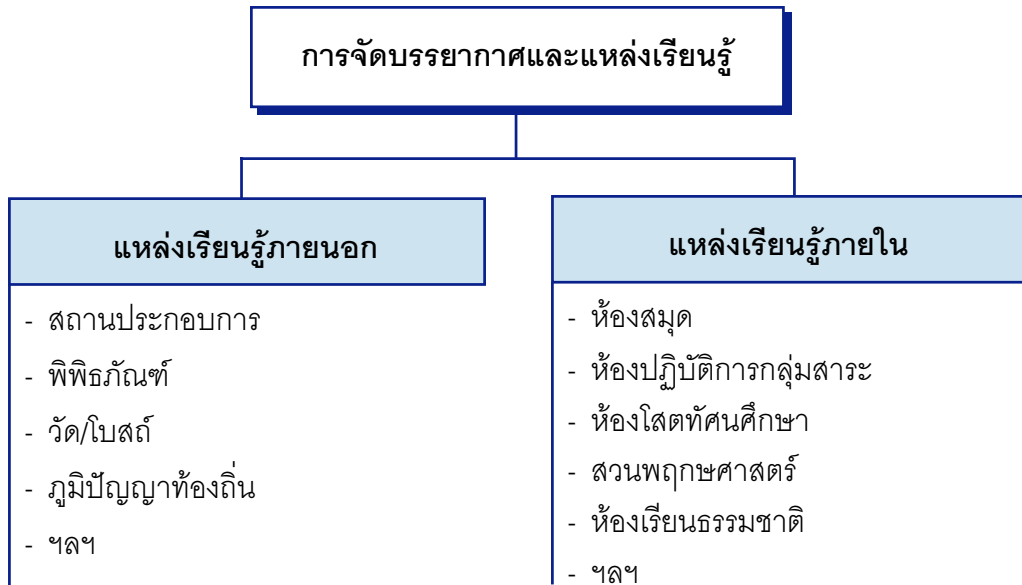 การจัดบรรยากาศและแหล่งเรียนรู้
แหล่งเรียนรู้ภายนอก
- สถานประกอบการ
- พิพิธภัณฑ์
- วัด/โบสถ์
- ภูมิปัญญาท้องถิ่น
- ฯลฯ
แหล่งเรียนรู้ภายใน
- ห้องสมุด
- ห้องปฏิบัติการกลุ่มสาระ
- ห้องโสตทัศนศึกษา
- สวนพฤกษศาสตร์
- ห้องเรียนธรรมชาติ
- ฯลฯ